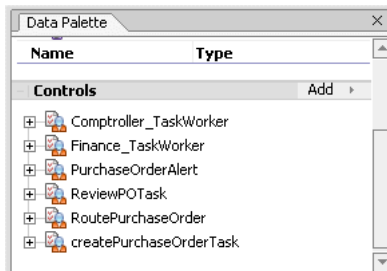 Data Palette
Name Type
Controls Add
Comptroller_TaskWorker
Finance_TaskWorker
PurchaseOrderAlert
ReviewPOTask
RoutePurchaseOrder
createPurchaseOrderTask